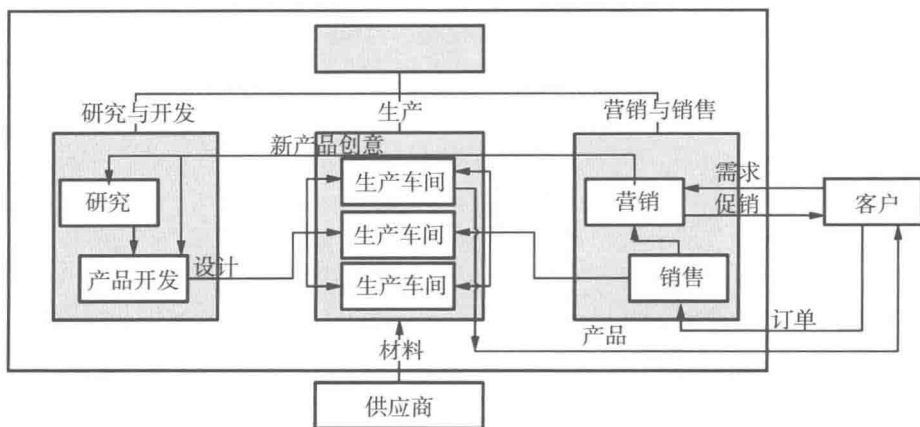 研究与开发
生产
营销与销售
新产品创意
研究
产品开发
设计
生产车间
生产车间
生产车间
营销
销售
需求
促销
客户
订单
产品
材料
供应商